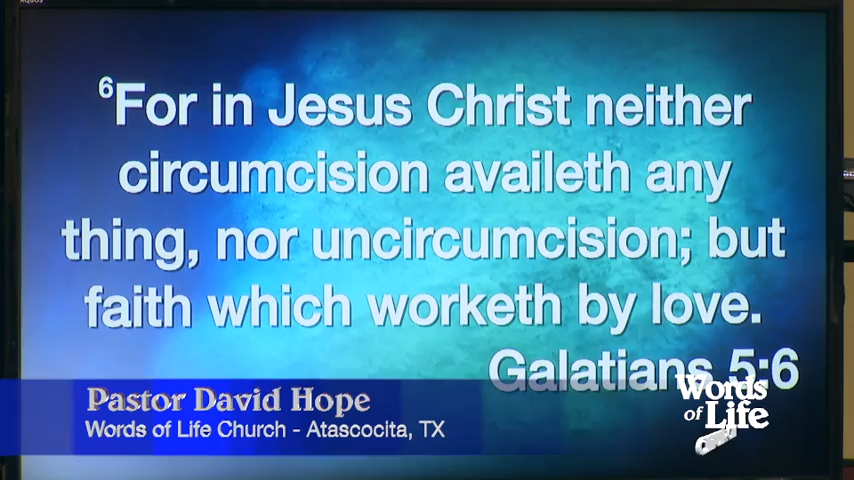 AQUOS
⁶For in Jesus Christ neither
circumcision availeth any
thing, nor uncircumcision; but
faith which worketh by love.
Galatians 5:6
Pastor David Hope
Words of Life Church - Atascocita, TX
Words
of Life